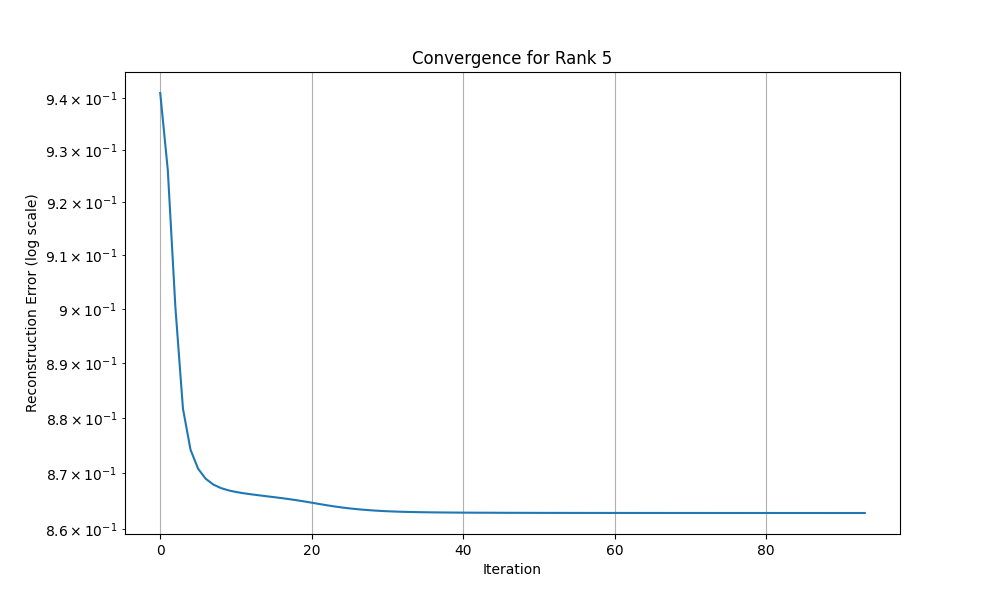 Convergence for Rank 5
Reconstruction Error (log scale)
9.4 × 10⁻¹
9.3 × 10⁻¹
9.2 × 10⁻¹
9.1 × 10⁻¹
9 × 10⁻¹
8.9 × 10⁻¹
8.8 × 10⁻¹
8.7 × 10⁻¹
8.6 × 10⁻¹
0 20 40 60 80
Iteration